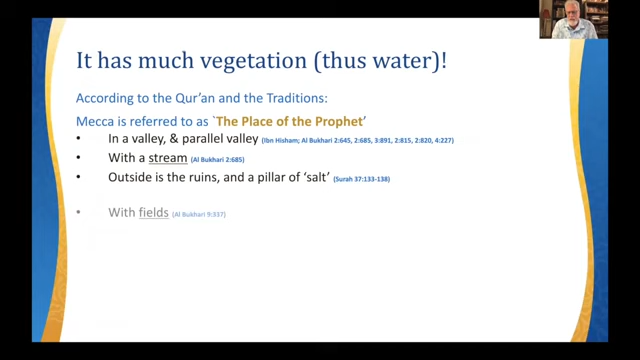 It has much vegetation (thus water)!
According to the Qur'an and the Traditions:
Mecca is referred to as `The Place of the Prophet'
• In a valley, & parallel valley (Ibn Hisham; Al Bukhari 2:645, 2:685, 3:891, 2:815, 2:820, 4:227)
• With a stream (Al Bukhari 2:685)
• Outside is the ruins, and a pillar of 'salt' (Surah 37:133-138)
• With fields (Al Bukhari 9:337)